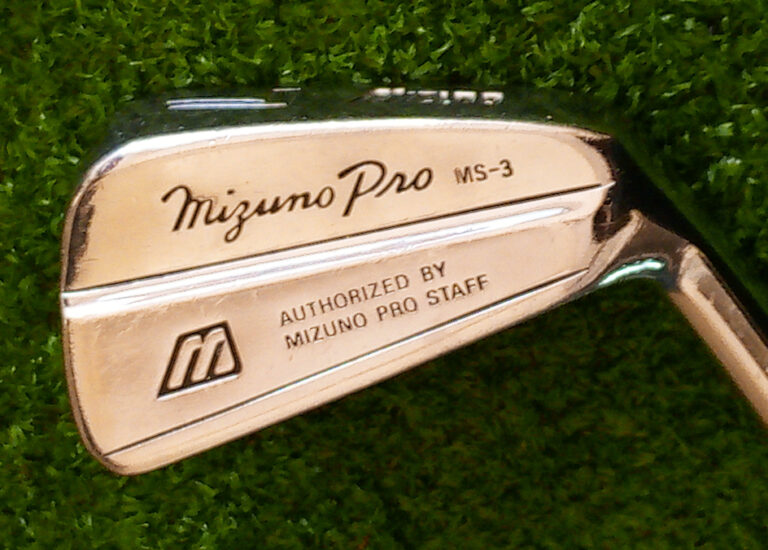 Mizuno Pro MS-3
AUTHORIZED BY
MIZUNO PRO STAFF